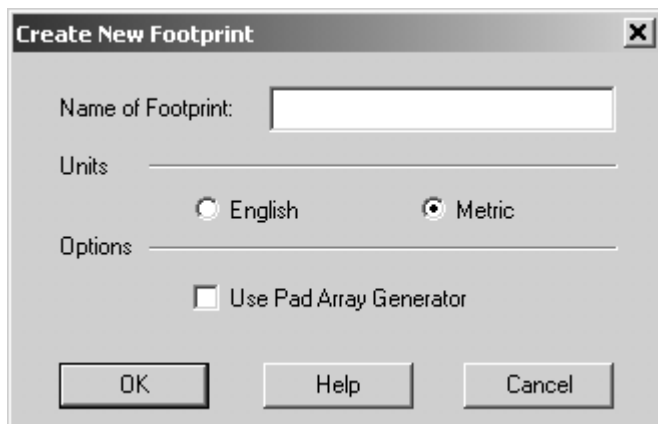 Create New Footprint
Name of Footprint:
Units
English Metric
Options
Use Pad Array Generator
OK Help Cancel